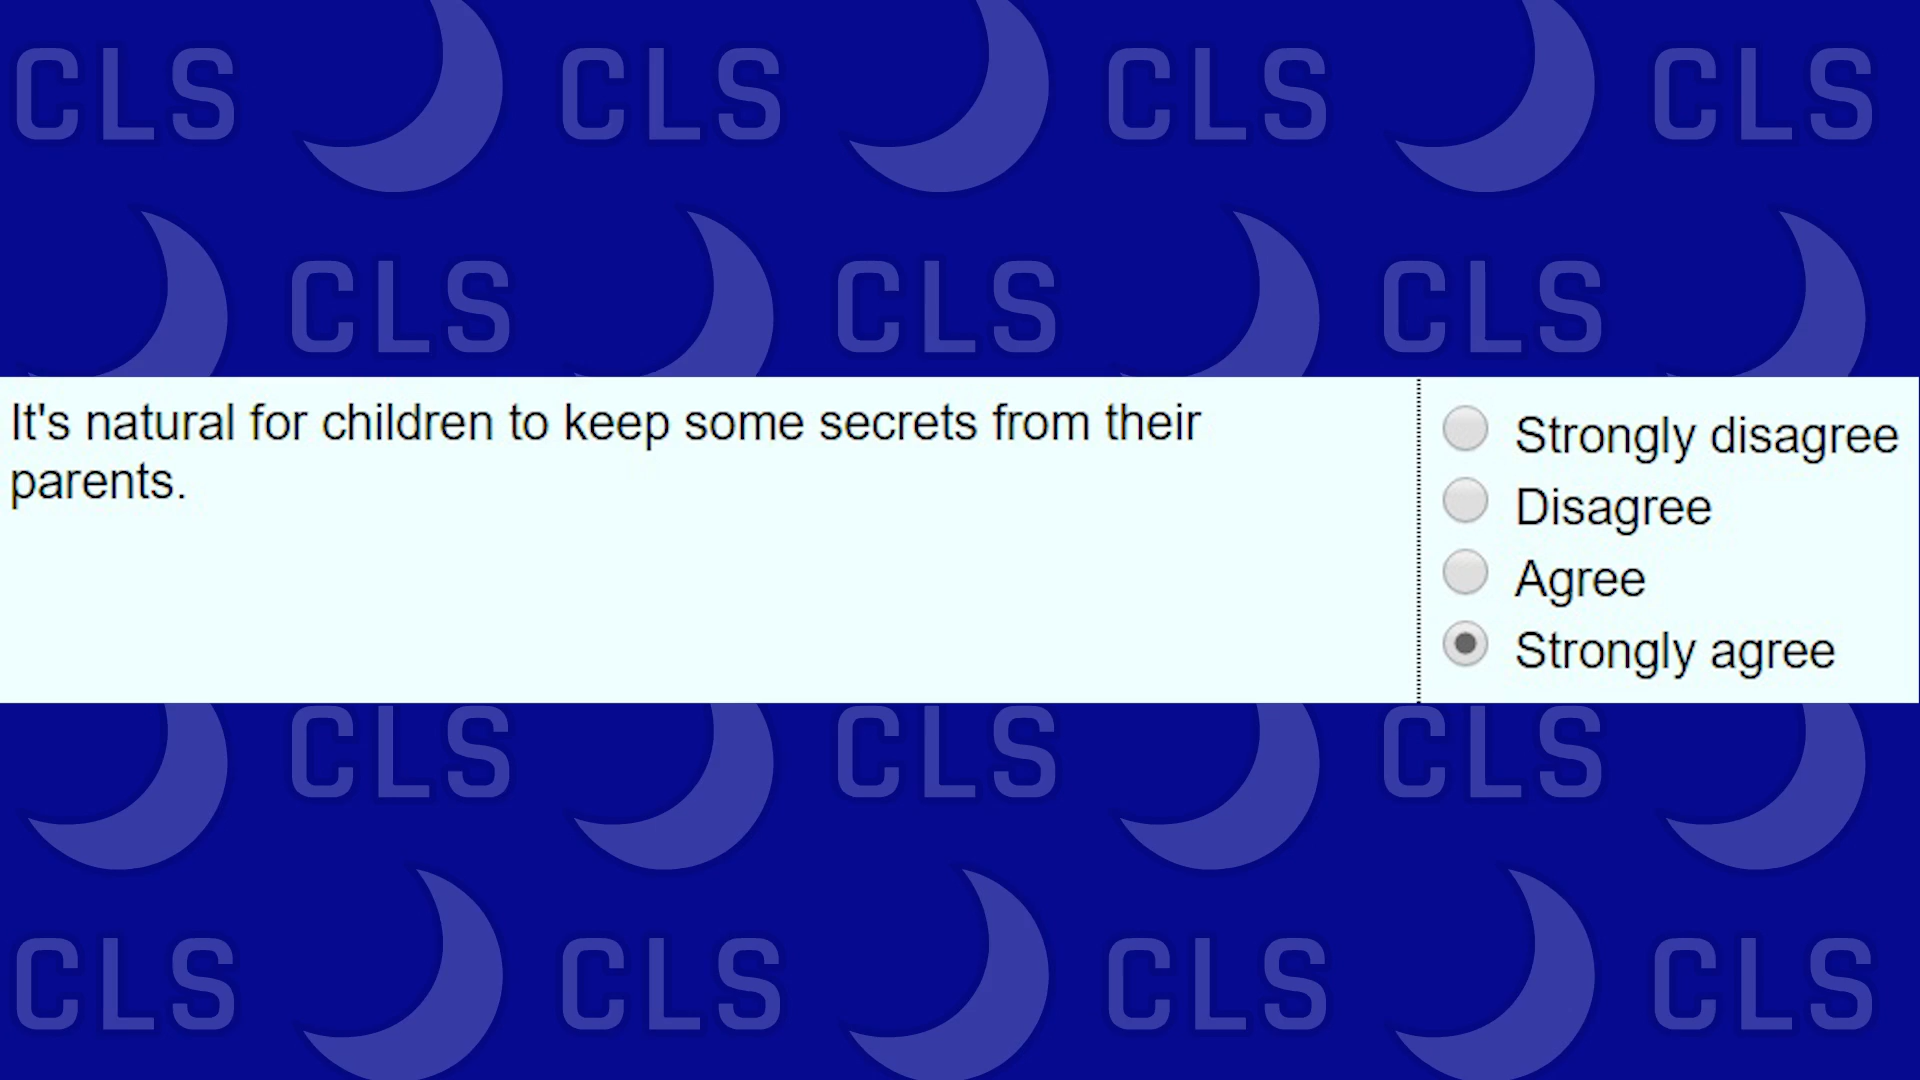 CLS CLS CLS CLS
CLS CLS CLS
It's natural for children to keep some secrets from their
parents.
Strongly disagree
Disagree
Agree
Strongly agree
CLS CLS CLS
CLS CLS CLS CLS